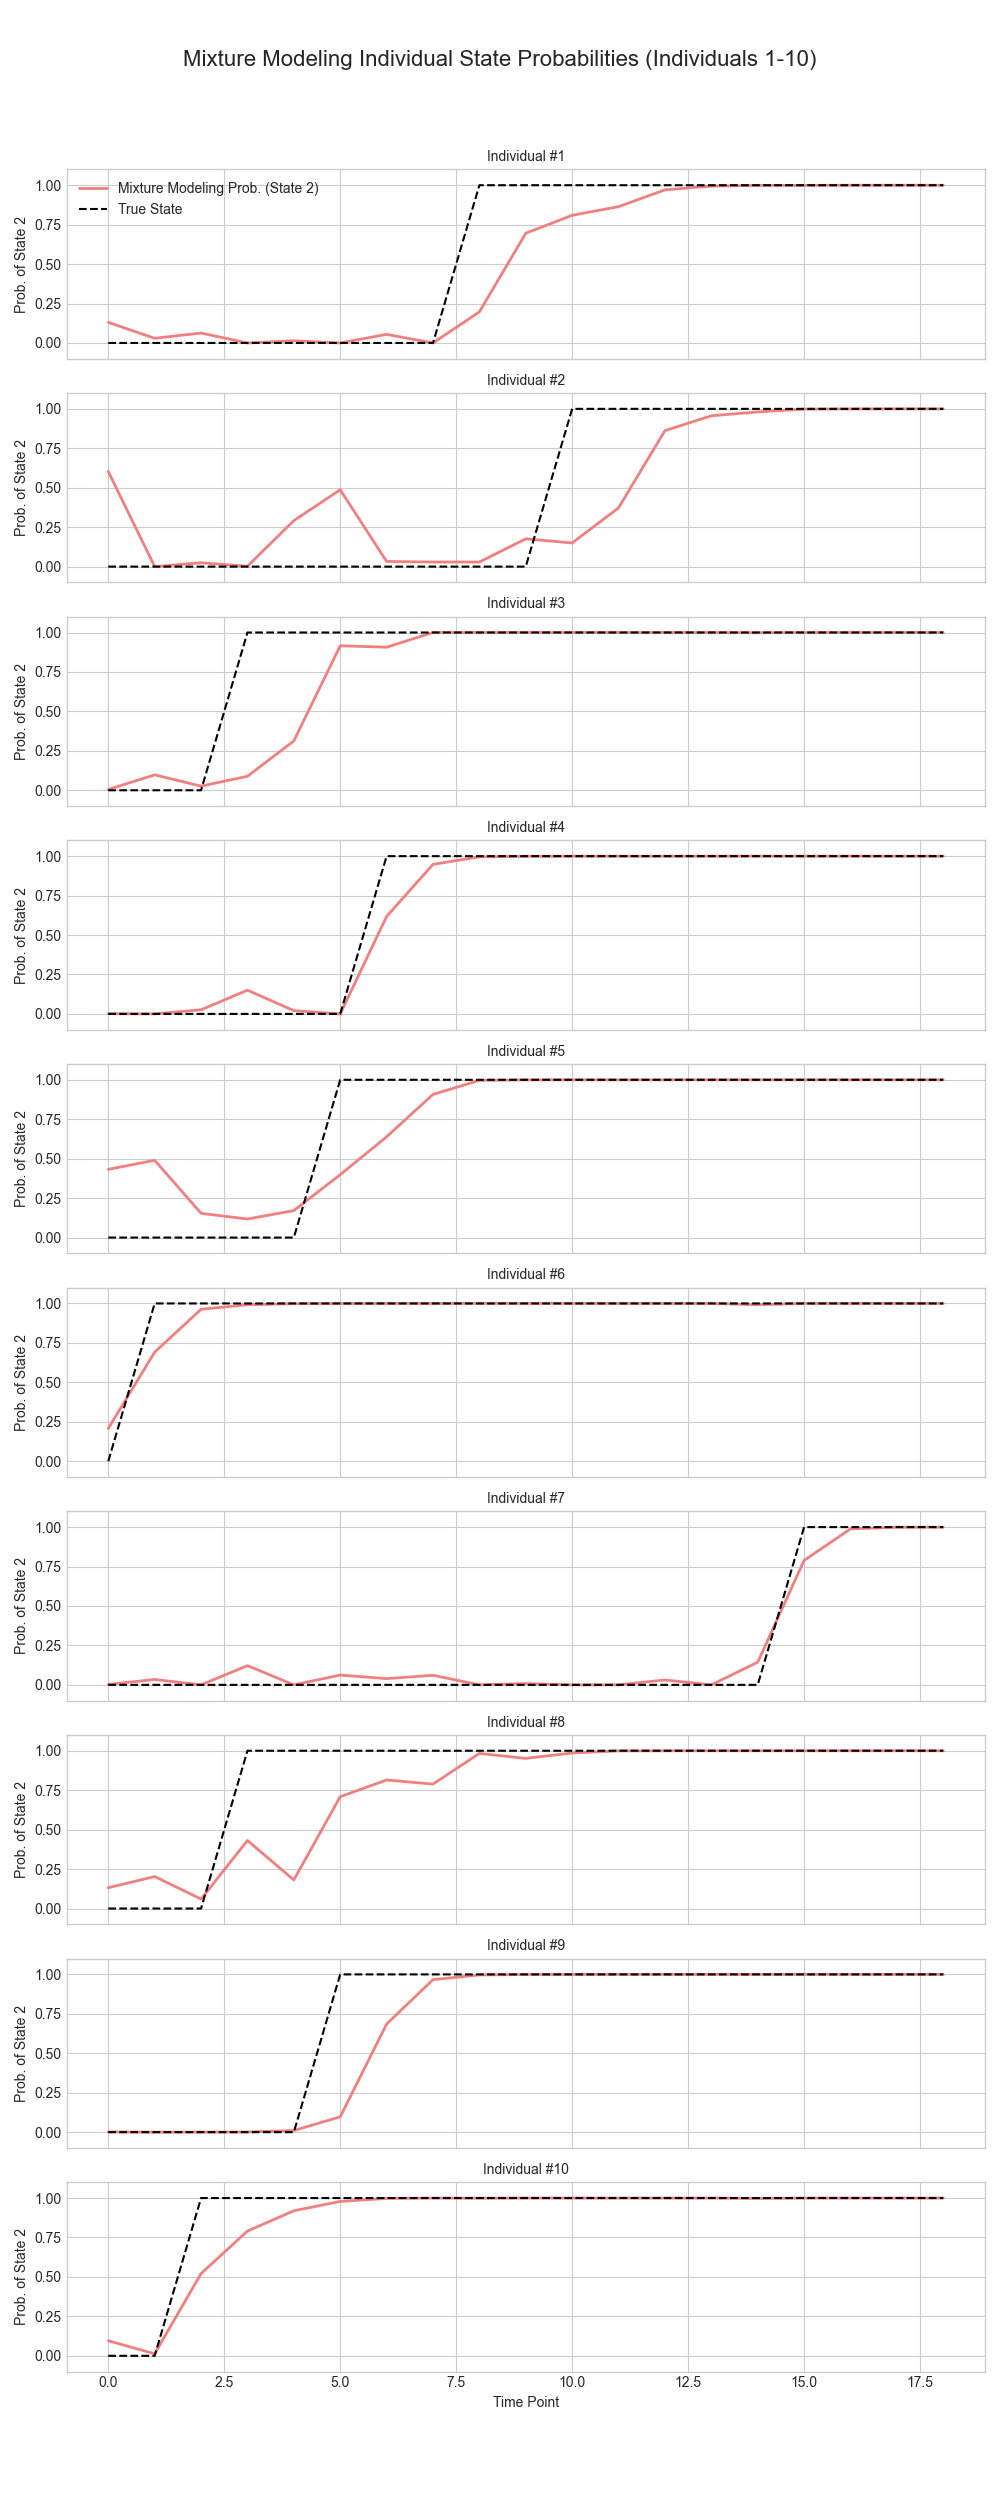 Mixture Modeling Individual State Probabilities (Individuals 1-10)
Individual #1
Prob. of State 2
1.00
0.75
0.50
0.25
0.00
Mixture Modeling Prob. (State 2)
True State
Individual #2
Prob. of State 2
1.00
0.75
0.50
0.25
0.00
Individual #3
Prob. of State 2
1.00
0.75
0.50
0.25
0.00
Individual #4
Prob. of State 2
1.00
0.75
0.50
0.25
0.00
Individual #5
Prob. of State 2
1.00
0.75
0.50
0.25
0.00
Individual #6
Prob. of State 2
1.00
0.75
0.50
0.25
0.00
Individual #7
Prob. of State 2
1.00
0.75
0.50
0.25
0.00
Individual #8
Prob. of State 2
1.00
0.75
0.50
0.25
0.00
Individual #9
Prob. of State 2
1.00
0.75
0.50
0.25
0.00
Individual #10
Prob. of State 2
1.00
0.75
0.50
0.25
0.00
0.0 2.5 5.0 7.5 10.0 12.5 15.0 17.5
Time Point